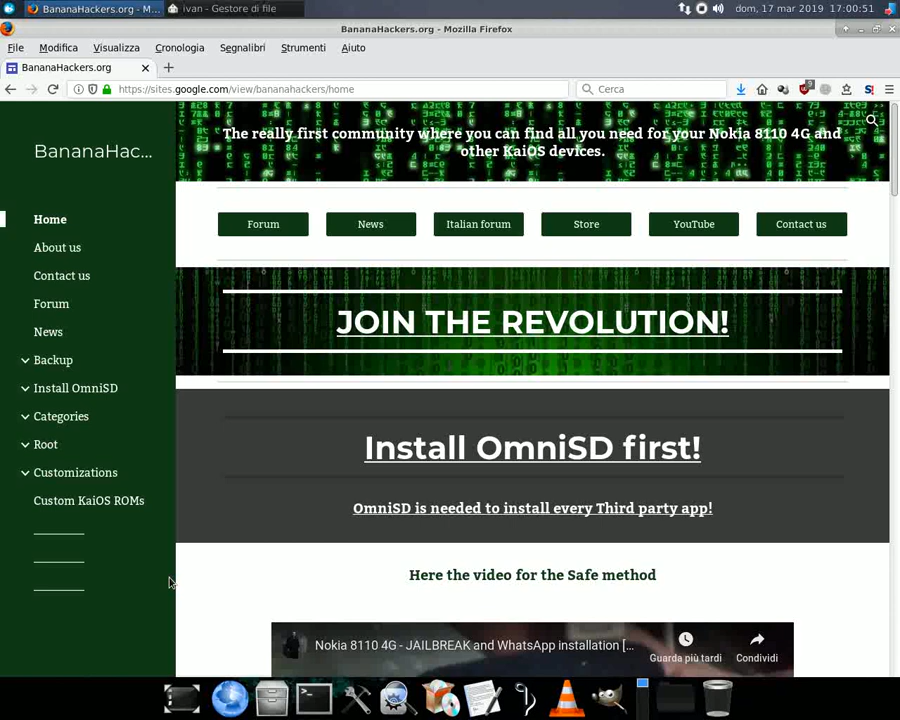 BananaHackers.org - M...
ivan - Gestore di file
dom, 17 mar 2019 17:00:51
BananaHackers.org - Mozilla Firefox
File Modifica Visualizza Cronologia Segnalibri Strumenti Aiuto
BananaHackers.org
https://sites.google.com/view/bananahackers/home
Cerca
BananaHac...
Home
About us
Contact us
Forum
News
Backup
Install OmniSD
Categories
Root
Customizations
Custom KaiOS ROMs
The really first community where you can find all you need for your Nokia 8110 4G and
other KaiOS devices.
Forum News Italian forum Store YouTube Contact us
JOIN THE REVOLUTION!
Install OmniSD first!
OmniSD is needed to install every Third party app!
Here the video for the Safe method
Nokia 8110 4G - JAILBREAK and WhatsApp installation [...
Guarda più tardi
Condividi